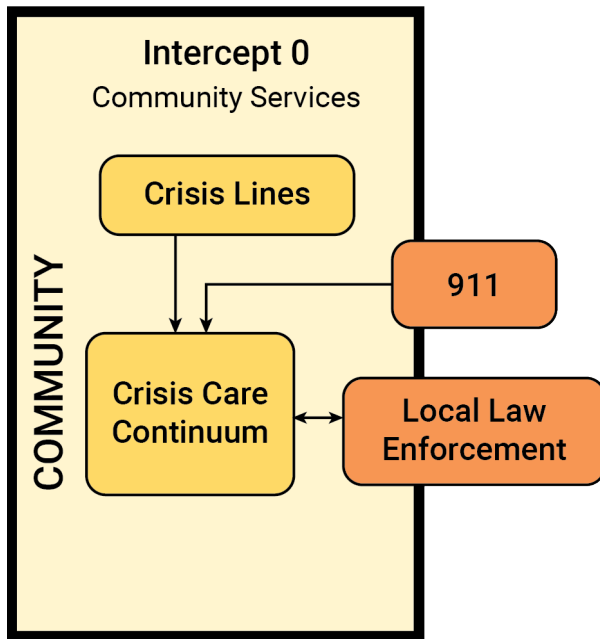 Intercept 0
Community Services
Crisis Lines
COMMUNITY
911
Crisis Care
Continuum
Local Law
Enforcement